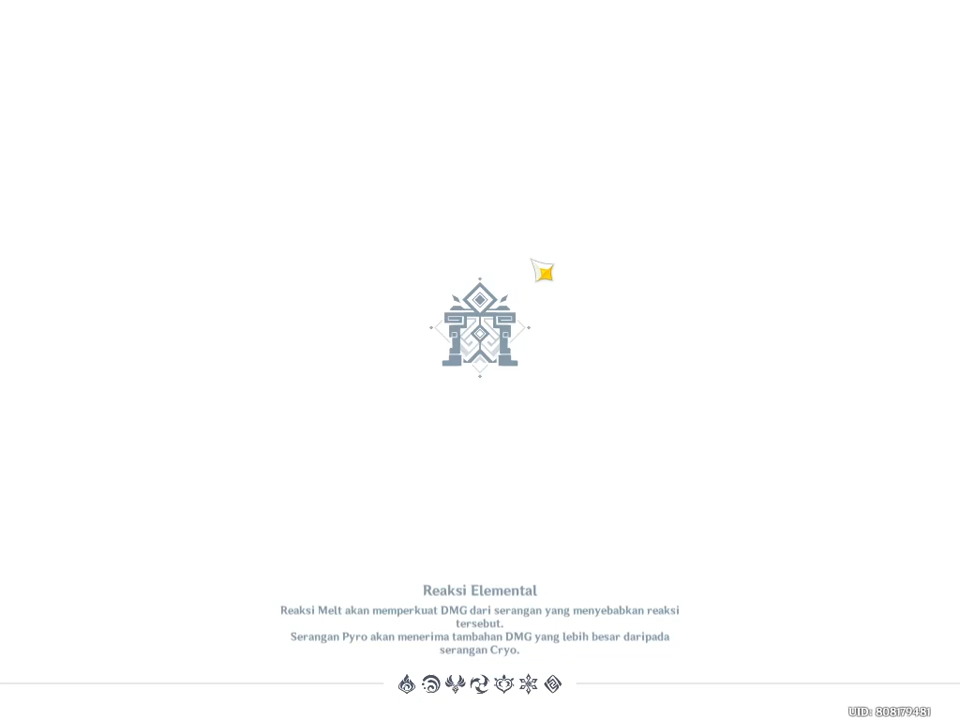 Reaksi Elemental
Reaksi Melt akan memperkuat DMG dari serangan yang menyebabkan reaksi
tersebut.
Serangan Pyro akan menerima tambahan DMG yang lebih besar daripada
serangan Cryo.
UID: 808179481